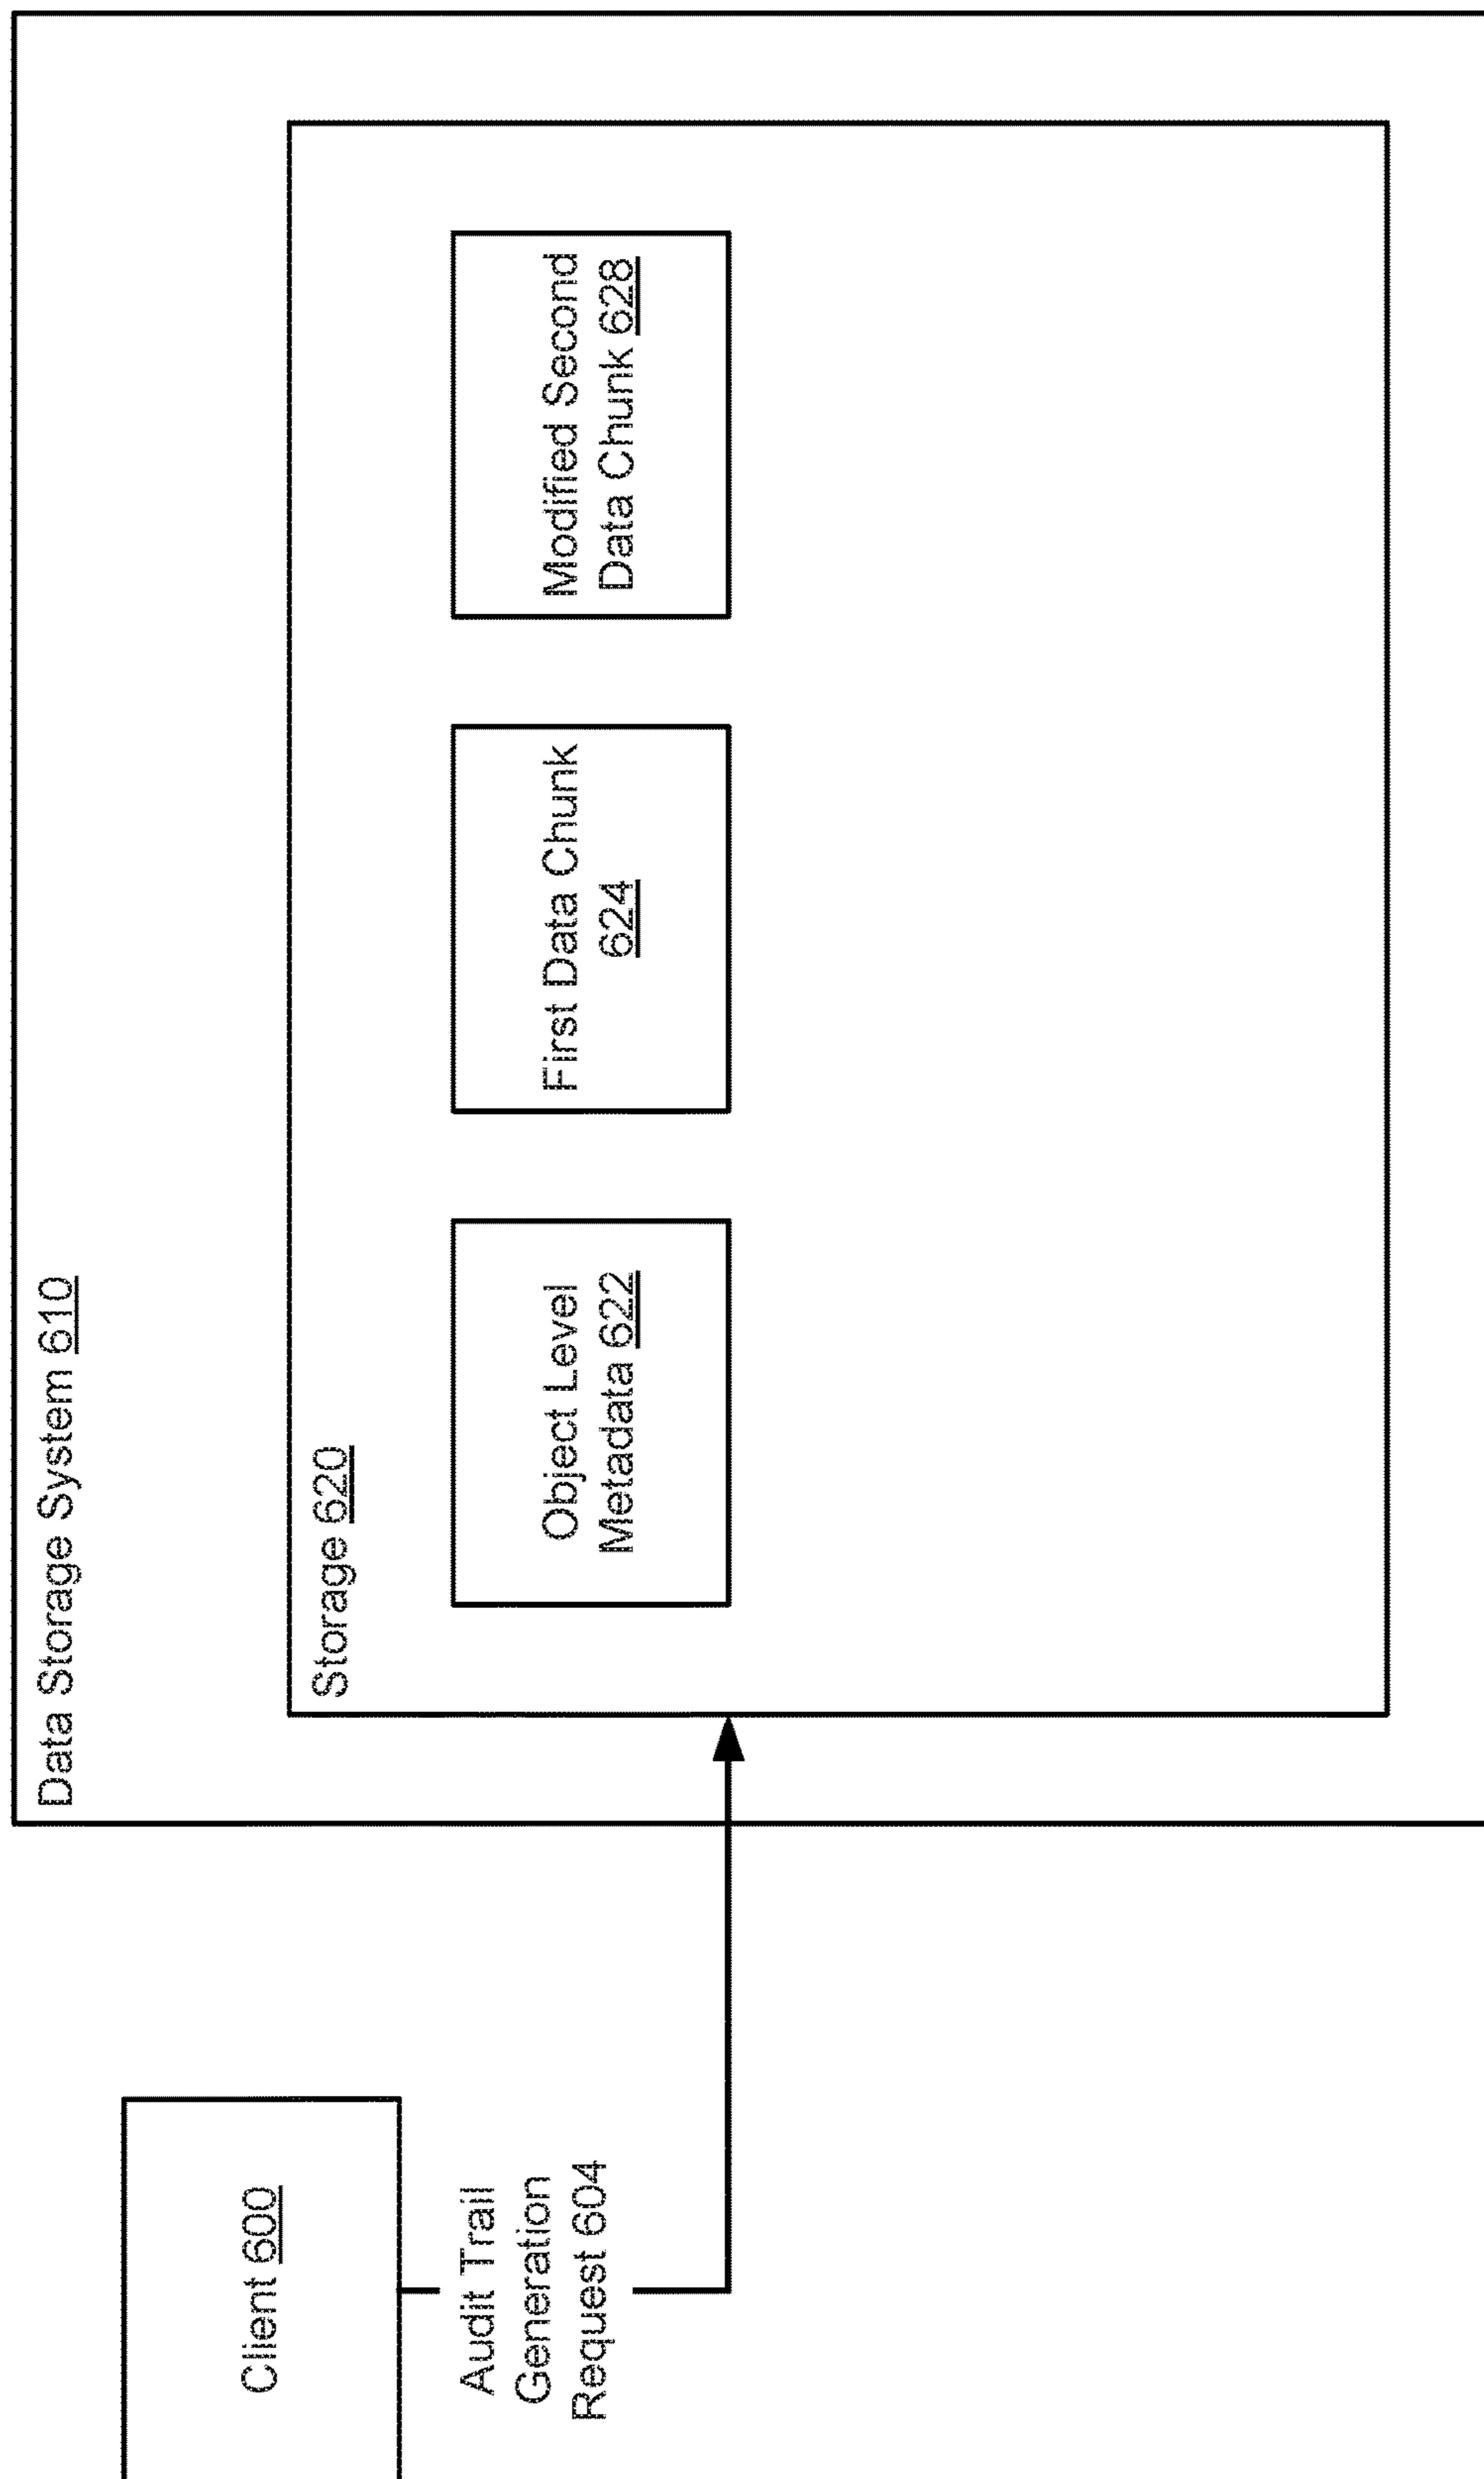 Client 600
Audit Trail
Generation
Request 604
Data Storage System 610
Storage 620
Object Level
Metadata 622
First Data Chunk
624
Modified Second
Data Chunk 628